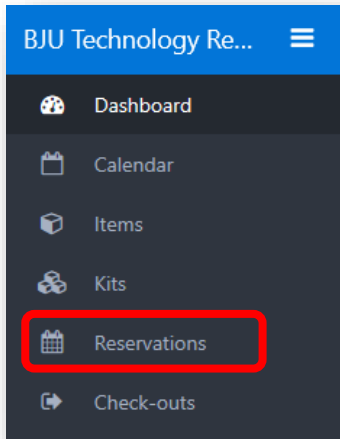 BJU Technology Re...
Dashboard
Calendar
Items
Kits
Reservations
Check-outs